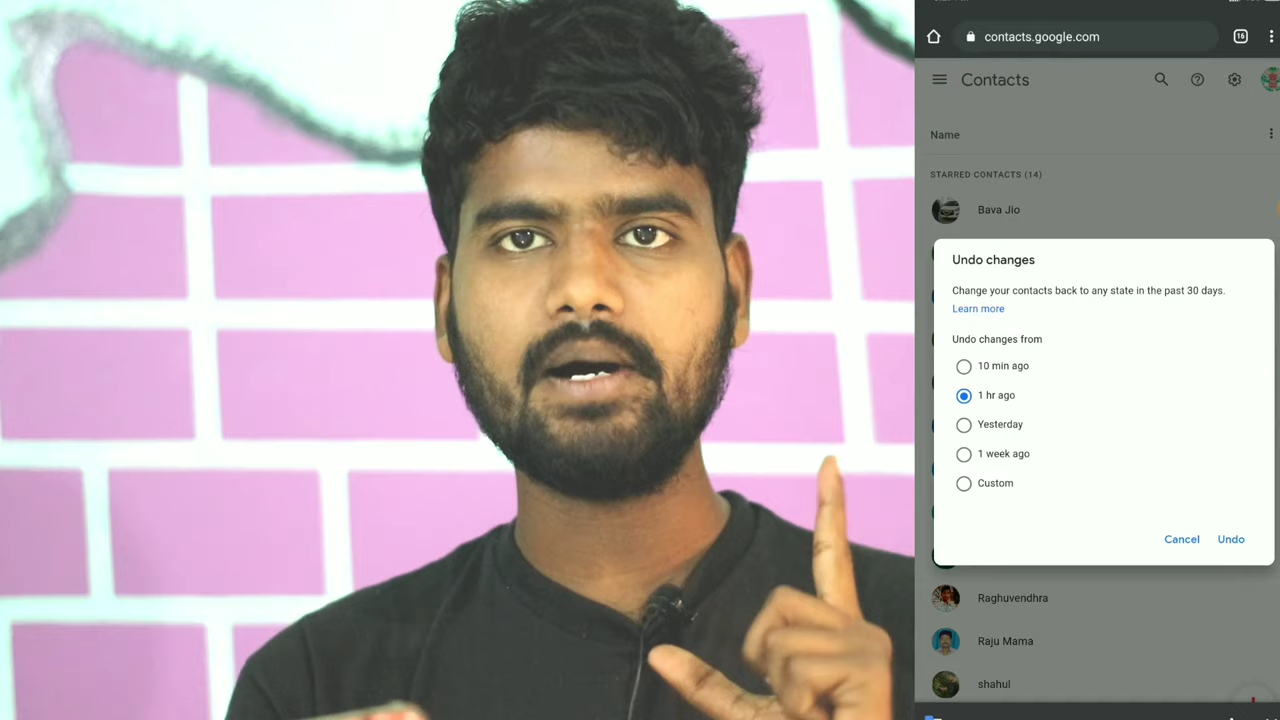 contacts.google.com
16
Contacts
Name
STARRED CONTACTS (14)
Bava Jio
Undo changes
Change your contacts back to any state in the past 30 days.
Learn more
Undo changes from
10 min ago
1 hr ago
Yesterday
1 week ago
Custom
Cancel
Undo
Raghuvendhra
Raju Mama
shahul